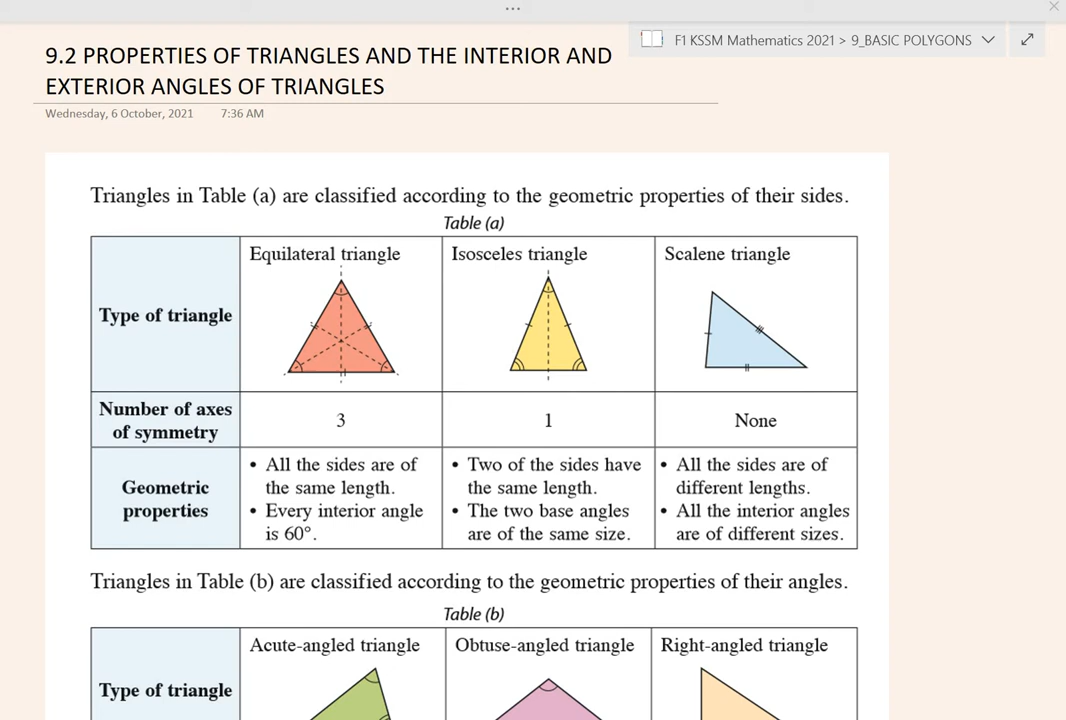 ...
F1 KSSM Mathematics 2021 > 9_BASIC POLYGONS
9.2 PROPERTIES OF TRIANGLES AND THE INTERIOR AND
EXTERIOR ANGLES OF TRIANGLES
Wednesday, 6 October, 2021 7:36 AM
Triangles in Table (a) are classified according to the geometric properties of their sides.
Table (a)
Type of triangle
Equilateral triangle
Isosceles triangle
Scalene triangle
Number of axes
of symmetry
3
1
None
Geometric
properties
• All the sides are of
the same length.
• Every interior angle
is 60°.
• Two of the sides have
the same length.
• The two base angles
are of the same size.
• All the sides are of
different lengths.
• All the interior angles
are of different sizes.
Triangles in Table (b) are classified according to the geometric properties of their angles.
Table (b)
Type of triangle
Acute-angled triangle
Obtuse-angled triangle
Right-angled triangle